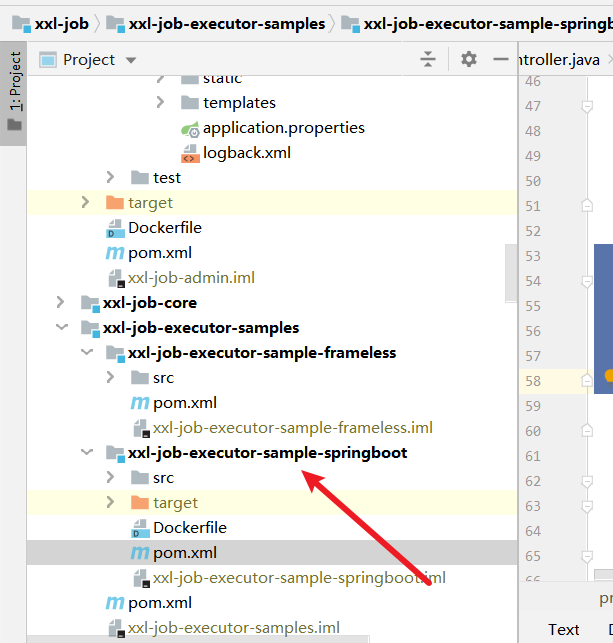 xxl-job xxl-job-executor-samples xxl-job-executor-sample-springb
1: Project
Project
ntroller.java
static
templates
application.properties
logback.xml
test
target
Dockerfile
pom.xml
xxl-job-admin.iml
xxl-job-core
xxl-job-executor-samples
xxl-job-executor-sample-frameless
src
pom.xml
xxl-job-executor-sample-frameless.iml
xxl-job-executor-sample-springboot
src
target
Dockerfile
pom.xml
xxl-job-executor-sample-springboot.iml
pom.xml
xxl-job-executor-samples.iml
46
47
48
49
50
51
52
53
54
55
56
57
58
59
60
61
62
63
64
65
66
pr
Text